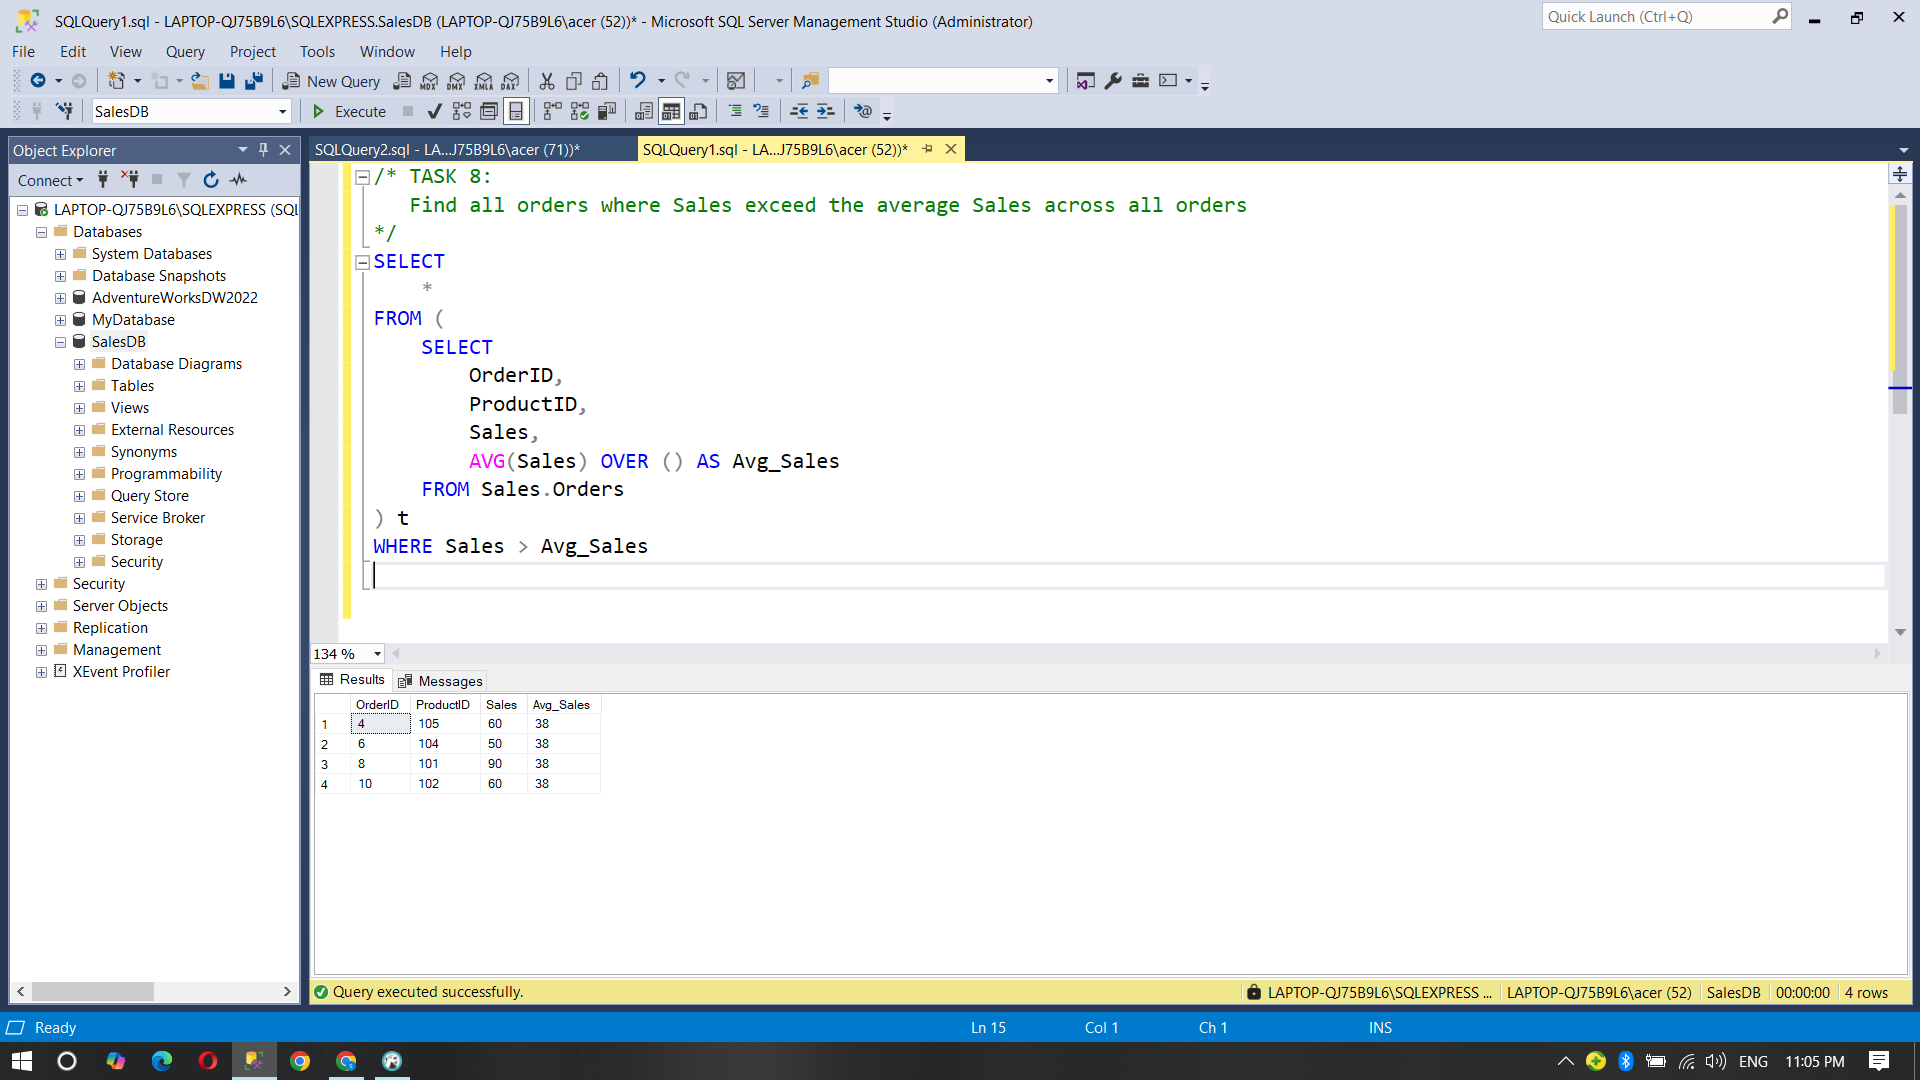 SQLQuery1.sql - LAPTOP-QJ75B9L6\SQLEXPRESS.SalesDB (LAPTOP-QJ75B9L6\acer (52))* - Microsoft SQL Server Management Studio (Administrator)
Quick Launch (Ctrl+Q)
File Edit View Query Project Tools Window Help
New Query MDX DMX XMLA DAX
SalesDB Execute
Object Explorer
SQLQuery2.sql - LA...J75B9L6\acer (71))*
SQLQuery1.sql - LA...J75B9L6\acer (52))*
Connect
LAPTOP-QJ75B9L6\SQLEXPRESS (SQL
Databases
System Databases
Database Snapshots
AdventureWorksDW2022
MyDatabase
SalesDB
Database Diagrams
Tables
Views
External Resources
Synonyms
Programmability
Query Store
Service Broker
Storage
Security
Security
Server Objects
Replication
Management
XEvent Profiler
/* TASK 8:
Find all orders where Sales exceed the average Sales across all orders
*/
SELECT
*
FROM (
SELECT
OrderID,
ProductID,
Sales,
AVG(Sales) OVER () AS Avg_Sales
FROM Sales.Orders
) t
WHERE Sales > Avg_Sales
134 %
Results Messages
OrderID ProductID Sales Avg_Sales
1 4 105 60 38
2 6 104 50 38
3 8 101 90 38
4 10 102 60 38
Query executed successfully.
LAPTOP-QJ75B9L6\SQLEXPRESS ... LAPTOP-QJ75B9L6\acer (52) SalesDB 00:00:00 4 rows
Ready Ln 15 Col 1 Ch 1 INS
ENG 11:05 PM